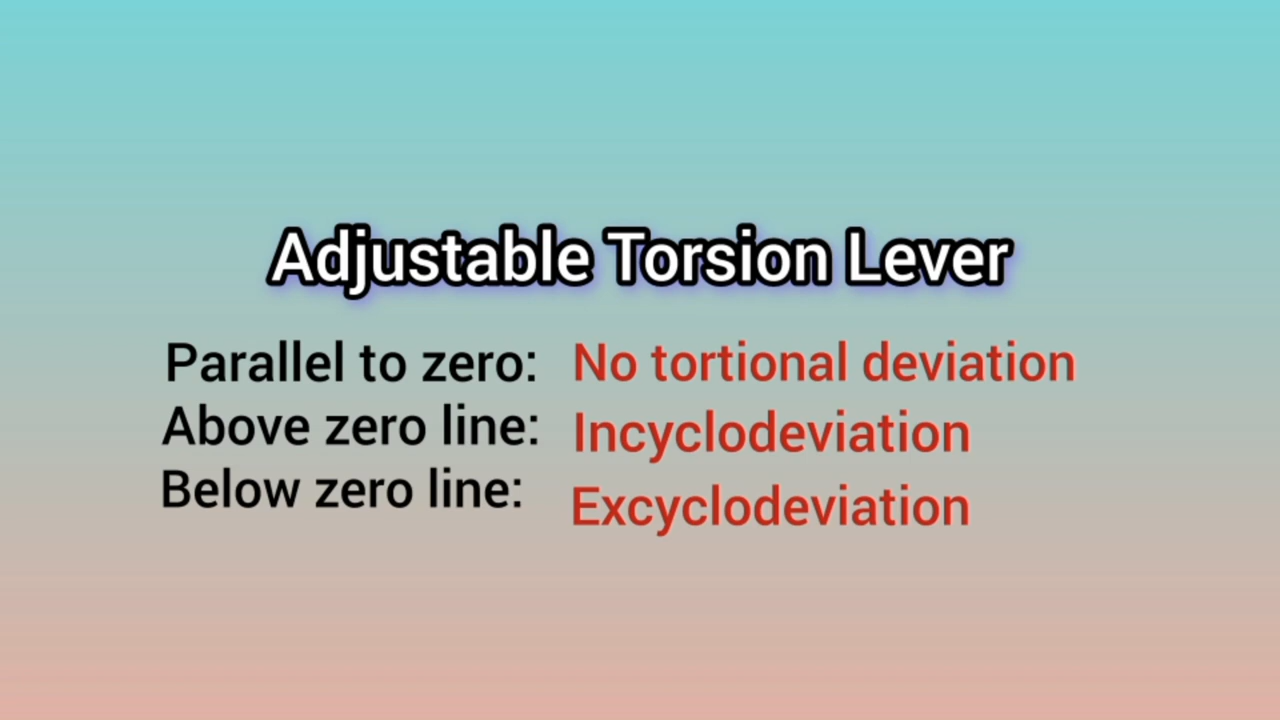 Adjustable Torsion Lever
Parallel to zero: No tortional deviation
Above zero line: Incyclodeviation
Below zero line: Excyclodeviation